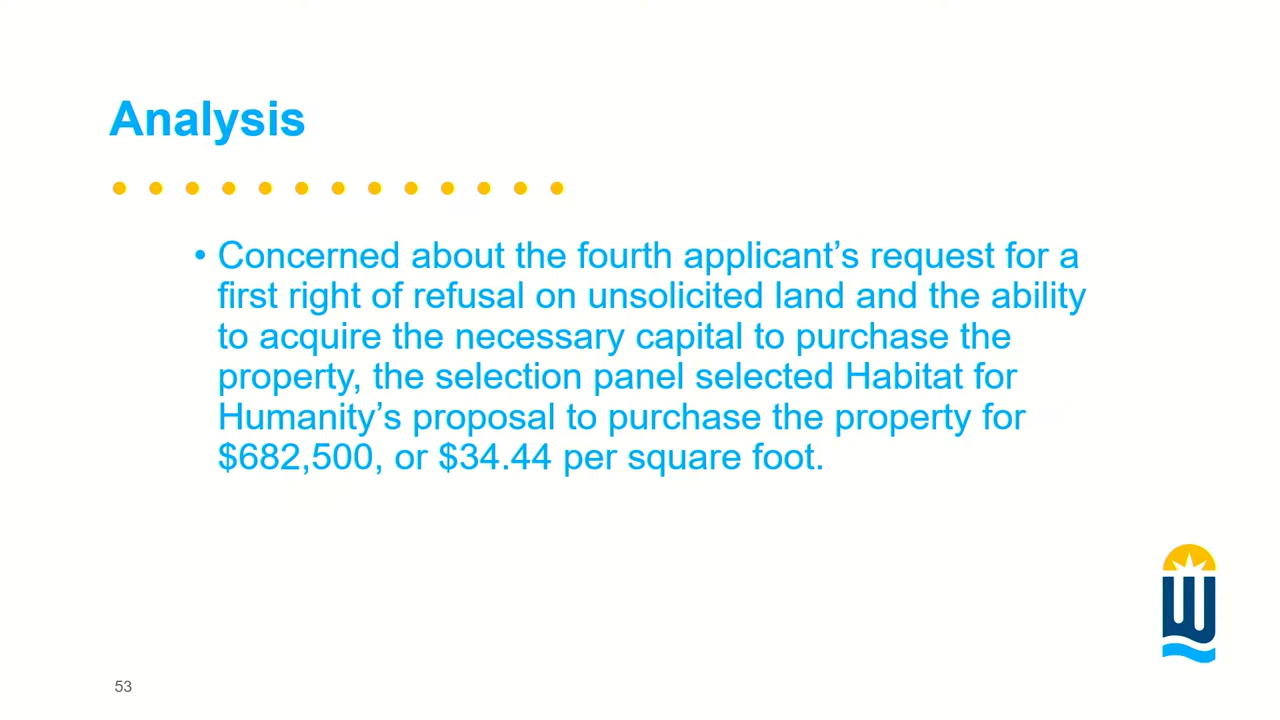 Analysis
• Concerned about the fourth applicant’s request for a
first right of refusal on unsolicited land and the ability
to acquire the necessary capital to purchase the
property, the selection panel selected Habitat for
Humanity’s proposal to purchase the property for
$682,500, or $34.44 per square foot.
W
53